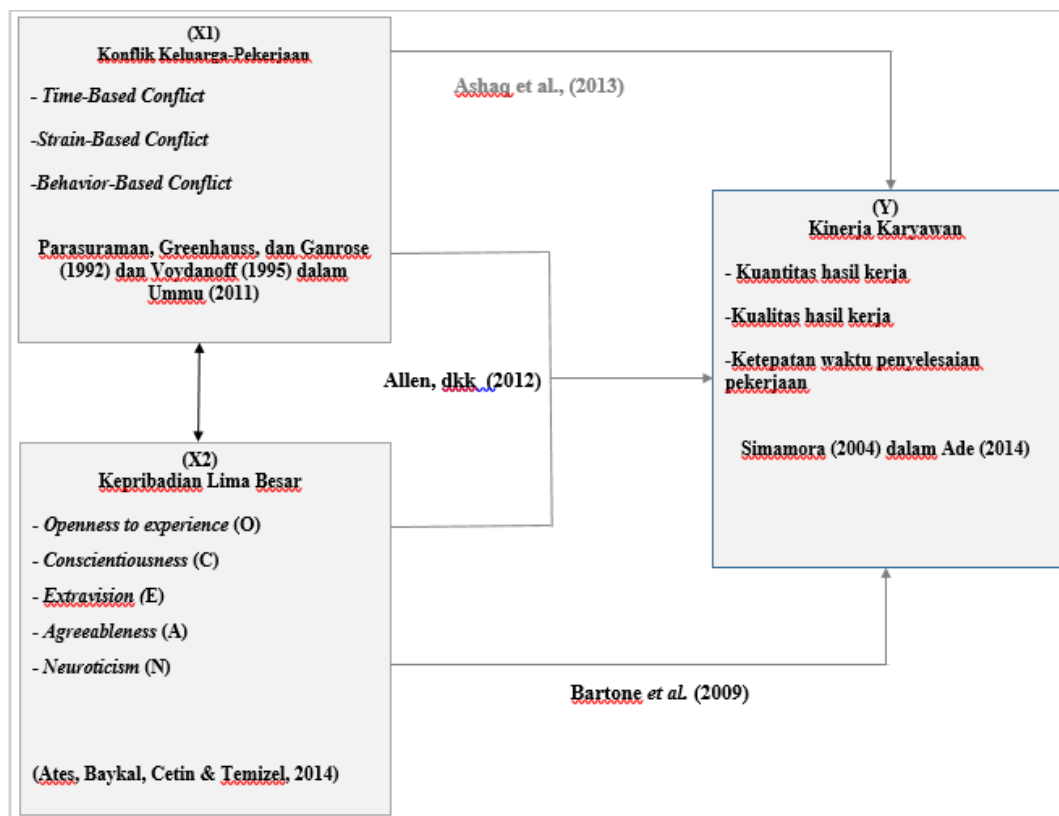 (X1)
Konflik Keluarga-Pekerjaan
- Time-Based Conflict
-Strain-Based Conflict
-Behavior-Based Conflict
Parasuraman, Greenhauss, dan Ganrose
(1992) dan Voydanoff (1995) dalam
Ummu (2011)
Ashaq et al., (2013)
(Y)
Kinerja Karyawan
- Kuantitas hasil kerja
-Kualitas hasil kerja
-Ketepatan waktu penyelesaian
pekerjaan
Simamora (2004) dalam Ade (2014)
Allen, dkk (2012)
(X2)
Kepribadian Lima Besar
- Openness to experience (O)
- Conscientiousness (C)
- Extravision (E)
- Agreeableness (A)
- Neuroticism (N)
(Ates, Baykal, Cetin & Temizel, 2014)
Bartone et al. (2009)